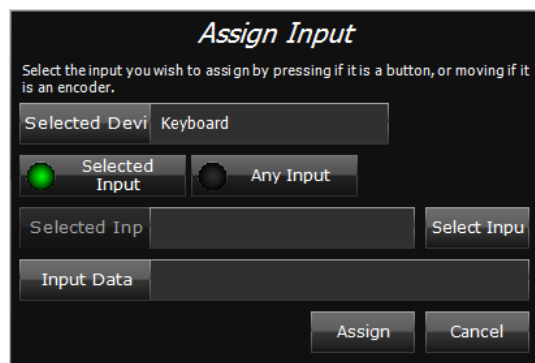 Assign Input
Select the input you wish to assign by pressing if it is a button, or moving if it
is an encoder.
Selected Devi Keyboard
Selected
Input
Any Input
Selected Inp
Select Inpu
Input Data
Assign Cancel